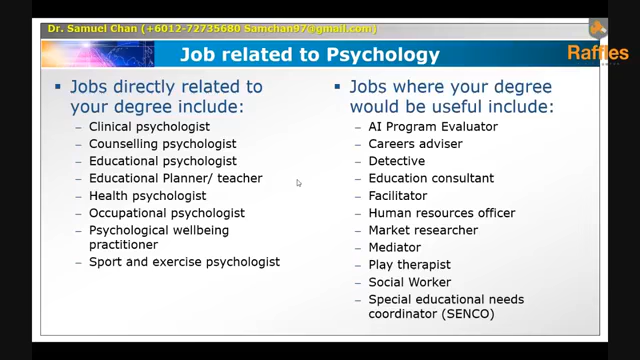 Dr. Samuel Chan (+6012-72735680 Samchan97@gmail.com)
Job related to Psychology
Raffles
Jobs directly related to
your degree include:
– Clinical psychologist
– Counselling psychologist
– Educational psychologist
– Educational Planner/ teacher
– Health psychologist
– Occupational psychologist
– Psychological wellbeing
practitioner
– Sport and exercise psychologist
Jobs where your degree
would be useful include:
– AI Program Evaluator
– Careers adviser
– Detective
– Education consultant
– Facilitator
– Human resources officer
– Market researcher
– Mediator
– Play therapist
– Social Worker
– Special educational needs
coordinator (SENCO)